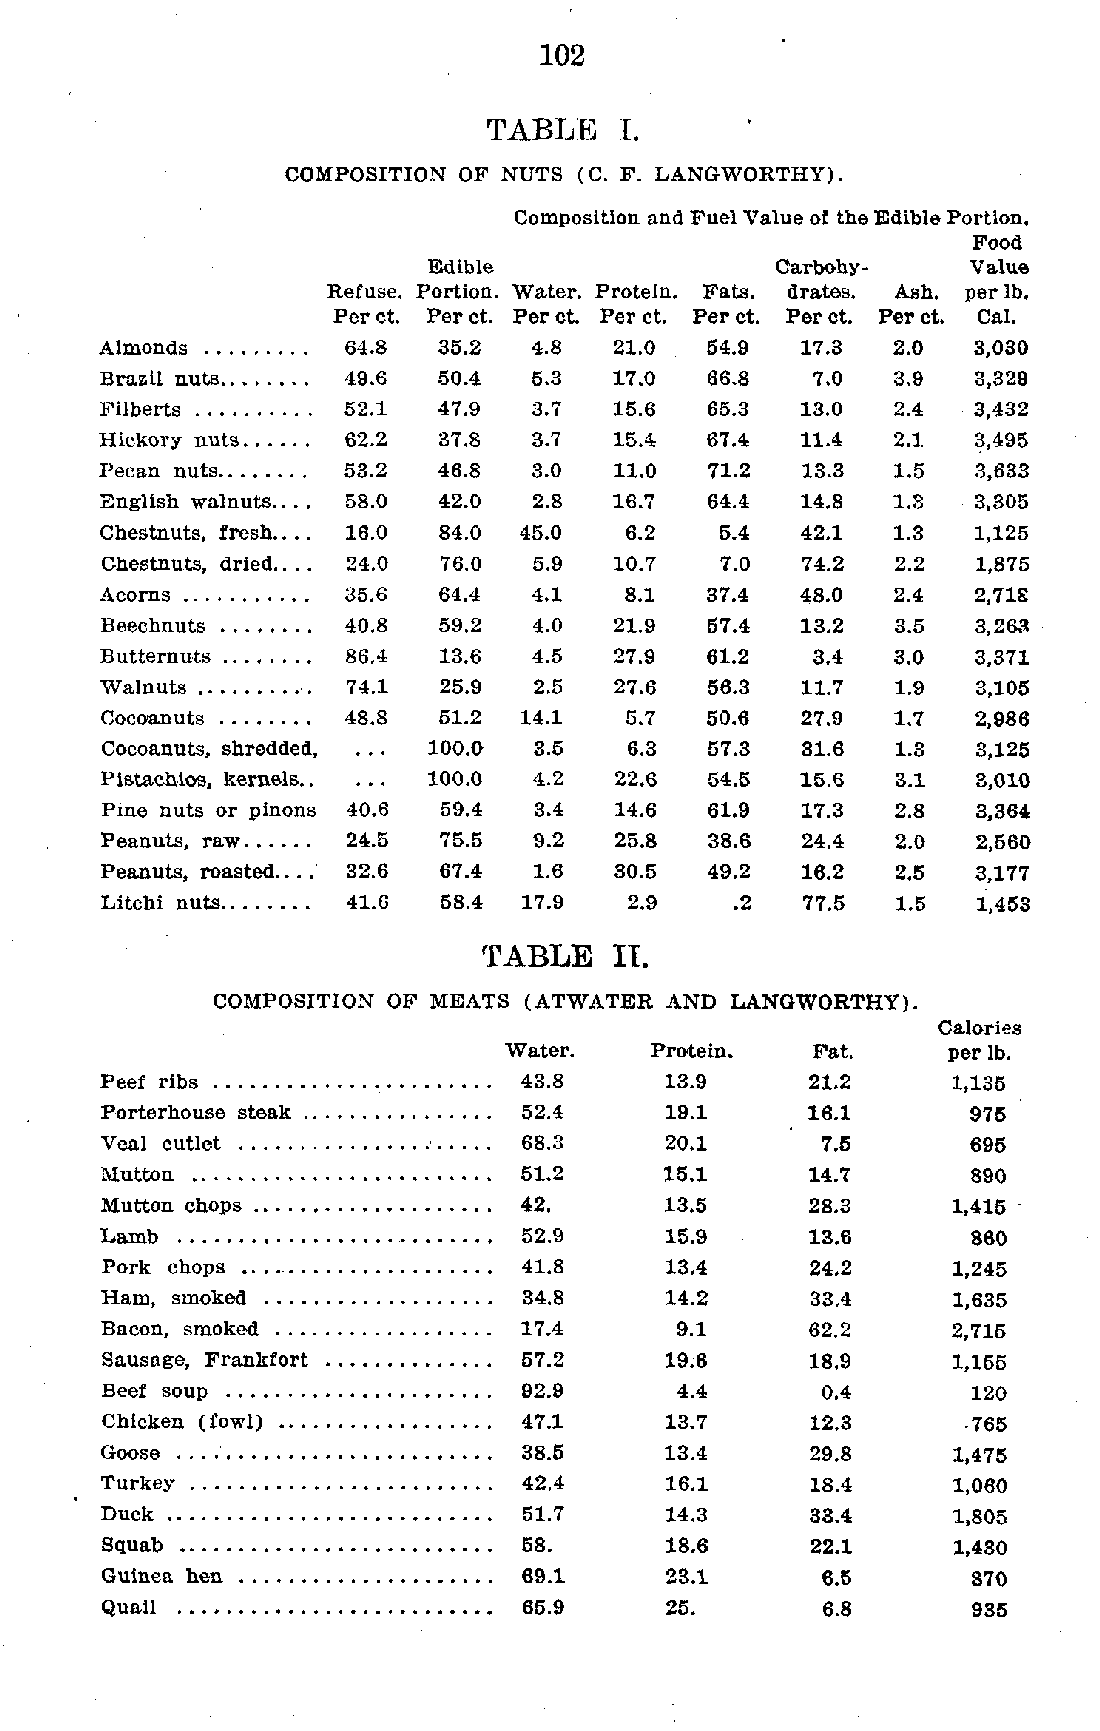 102
TABLE I.
COMPOSITION OF NUTS (C. F. LANGWORTHY).
Composition and Fuel Value of the Edible Portion.
Food
Edible Carbohy- Value
Refuse. Portion. Water. Protein. Fats. drates. Ash. per lb.
Per ct. Per ct. Per ct. Per ct. Per ct. Per ct. Per ct. Cal.
Almonds ......... 64.8 35.2 4.8 21.0 54.9 17.3 2.0 3,030
Brazil nuts........ 49.6 50.4 5.3 17.0 66.8 7.0 3.9 3,329
Filberts .......... 52.1 47.9 3.7 15.6 65.3 13.0 2.4 3,432
Hickory nuts...... 62.2 37.8 3.7 15.4 67.4 11.4 2.1 3,495
Pecan nuts........ 53.2 46.8 3.0 11.0 71.2 13.3 1.5 3,633
English walnuts.... 58.0 42.0 2.8 16.7 64.4 14.8 1.3 3,305
Chestnuts, fresh.... 16.0 84.0 45.0 6.2 5.4 42.1 1.3 1,125
Chestnuts, dried.... 24.0 76.0 5.9 10.7 7.0 74.2 2.2 1,875
Acorns ........... 35.6 64.4 4.1 8.1 37.4 48.0 2.4 2,718
Beechnuts ........ 40.8 59.2 4.0 21.9 57.4 13.2 3.5 3,263
Butternuts ........ 86.4 13.6 4.5 27.9 61.2 3.4 3.0 3,371
Walnuts .......... 74.1 25.9 2.5 27.6 56.3 11.7 1.9 3,105
Cocoanuts ........ 48.8 51.2 14.1 5.7 50.6 27.9 1.7 2,986
Cocoanuts, shredded, ... 100.0 3.5 6.3 57.3 31.6 1.3 3,125
Pistachios, kernels.. ... 100.0 4.2 22.6 54.5 15.6 3.1 3,010
Pine nuts or pinons 40.6 59.4 3.4 14.6 61.9 17.3 2.8 3,364
Peanuts, raw...... 24.5 75.5 9.2 25.8 38.6 24.4 2.0 2,560
Peanuts, roasted.... 32.6 67.4 1.6 30.5 49.2 16.2 2.5 3,177
Litchi nuts........ 41.6 58.4 17.9 2.9 .2 77.5 1.5 1,453
TABLE II.
COMPOSITION OF MEATS (ATWATER AND LANGWORTHY).
Calories
Water. Protein. Fat. per lb.
Peef ribs ....................... 43.8 13.9 21.2 1,135
Porterhouse steak ................ 52.4 19.1 16.1 975
Veal cutlet ..................... 68.3 20.1 7.5 695
Mutton ......................... 51.2 15.1 14.7 890
Mutton chops .................... 42. 13.5 28.3 1,415
Lamb .......................... 52.9 15.9 13.6 860
Pork chops ..................... 41.8 13.4 24.2 1,245
Ham, smoked ................... 34.8 14.2 33.4 1,635
Bacon, smoked .................. 17.4 9.1 62.2 2,715
Sausage, Frankfort .............. 57.2 19.6 18.9 1,155
Beef soup ...................... 92.9 4.4 0.4 120
Chicken (fowl) .................. 47.1 13.7 12.3 765
Goose .......................... 38.5 13.4 29.8 1,475
Turkey ......................... 42.4 16.1 18.4 1,060
Duck ........................... 51.7 14.3 33.4 1,805
Squab .......................... 58. 18.6 22.1 1,430
Guinea hen ..................... 69.1 23.1 6.5 870
Quail .......................... 65.9 25. 6.8 935